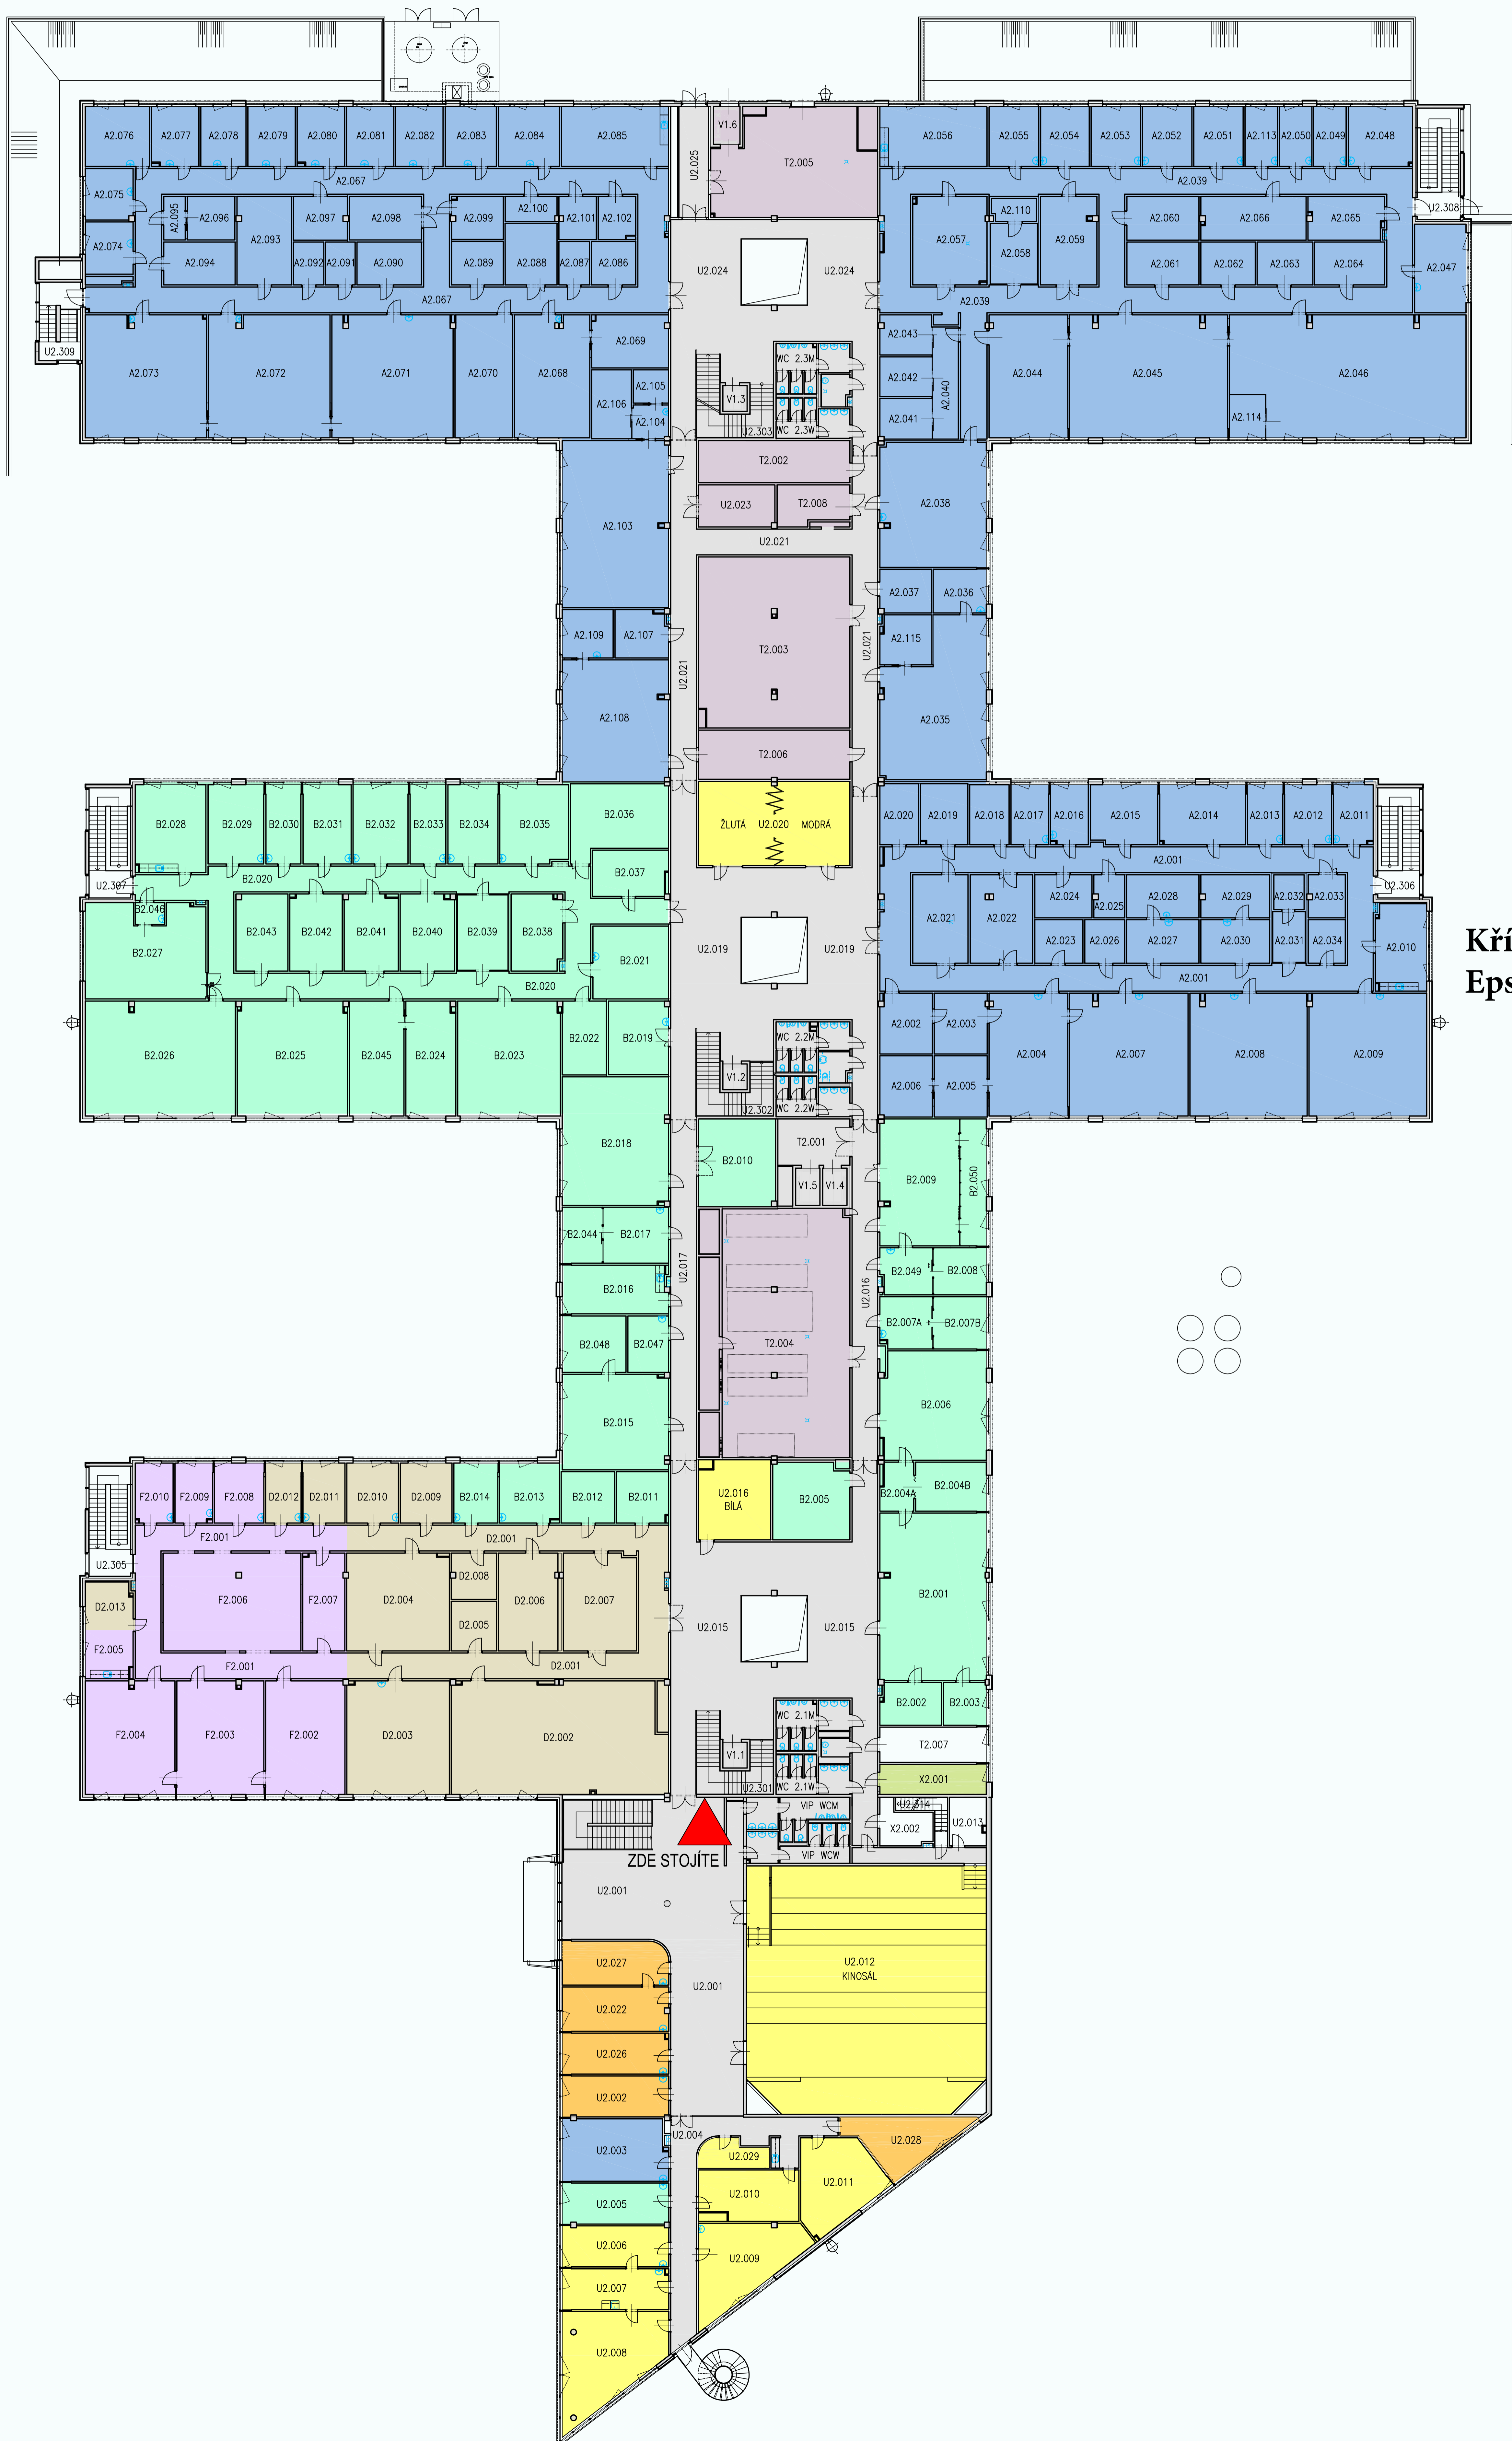 A2.076 A2.077 A2.078 A2.079 A2.080 A2.081 A2.082 A2.083 A2.084 A2.085 V1.6 A2.056 A2.055 A2.054 A2.053 A2.052 A2.051 A2.113 A2.050 A2.049 A2.048
U2.025 T2.005
A2.075 A2.067 A2.039
A2.095 A2.096 A2.097 A2.098 A2.099 A2.100 A2.101 A2.102 A2.057 A2.110 A2.059 A2.060 A2.066 A2.065 U2.308
A2.074 A2.094 A2.093 A2.092 A2.091 A2.090 A2.089 A2.088 A2.087 A2.086 U2.024 U2.024 A2.058 A2.061 A2.062 A2.063 A2.064 A2.047
A2.067 A2.039
U2.309 A2.069 WC 2.3M A2.043
A2.073 A2.072 A2.071 A2.070 A2.068 A2.042 A2.044 A2.045 A2.046
A2.106 A2.105 V1.3 A2.041 A2.040 A2.114
A2.104 U2.303 WC 2.3W
T2.002
A2.103 U2.023 T2.008 A2.038
U2.021
A2.037 A2.036
A2.109 A2.107 T2.003 U2.021 A2.115
U2.021
A2.108 A2.035
T2.006
B2.028 B2.029 B2.030 B2.031 B2.032 B2.033 B2.034 B2.035 B2.036 ŽLUTÁ U2.020 MODRÁ A2.020 A2.019 A2.018 A2.017 A2.016 A2.015 A2.014 A2.013 A2.012 A2.011
U2.307 B2.020 B2.037 A2.001 U2.306
B2.046 A2.024 A2.025 A2.028 A2.029 A2.032 A2.033
B2.027 B2.043 B2.042 B2.041 B2.040 B2.039 B2.038 B2.021 U2.019 U2.019 A2.021 A2.022 A2.023 A2.026 A2.027 A2.030 A2.031 A2.034 A2.010
Kří
Eps
B2.020 A2.001
B2.026 B2.025 B2.045 B2.024 B2.023 B2.022 B2.019 WC 2.2M A2.002 A2.003 A2.004 A2.007 A2.008 A2.009
V1.2 A2.006 A2.005
U2.302 WC 2.2W
B2.018 B2.010 T2.001 B2.009 B2.050
V1.5 V1.4
B2.044 B2.017 U2.017 B2.049 B2.008
B2.016 U2.016
B2.048 B2.047 T2.004 B2.007A B2.007B
B2.015 B2.006
F2.010 F2.009 F2.008 D2.012 D2.011 D2.010 D2.009 B2.014 B2.013 B2.012 B2.011 U2.016 B2.005 B2.004A B2.004B
BÍLÁ
U2.305 F2.001 D2.001
D2.013 F2.006 F2.007 D2.004 D2.008 D2.006 D2.007 B2.001
F2.005 D2.005 U2.015 U2.015
F2.001 D2.001
F2.004 F2.003 F2.002 D2.003 D2.002 WC 2.1M B2.002 B2.003
V1.1 T2.007
U2.301 WC 2.1W X2.001
VIP WCM U2.314 U2.013
X2.002
ZDE STOJÍTE VIP WCW
U2.001
U2.027 U2.001 U2.012
KINOSÁL
U2.022
U2.026
U2.002
U2.003 U2.004 U2.028
U2.029
U2.005 U2.010 U2.011
U2.006 U2.009
U2.007
U2.008